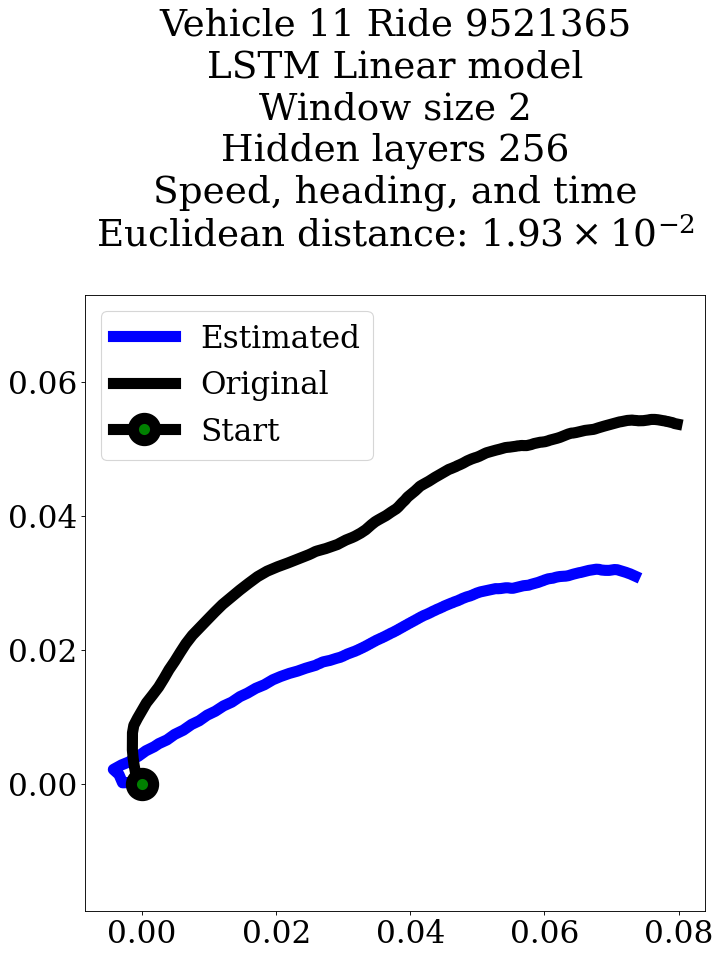 Vehicle 11 Ride 9521365
LSTM Linear model
Window size 2
Hidden layers 256
Speed, heading, and time
Euclidean distance: 1.93 × 10⁻²
Estimated
Original
Start
0.06
0.04
0.02
0.00
0.00 0.02 0.04 0.06 0.08